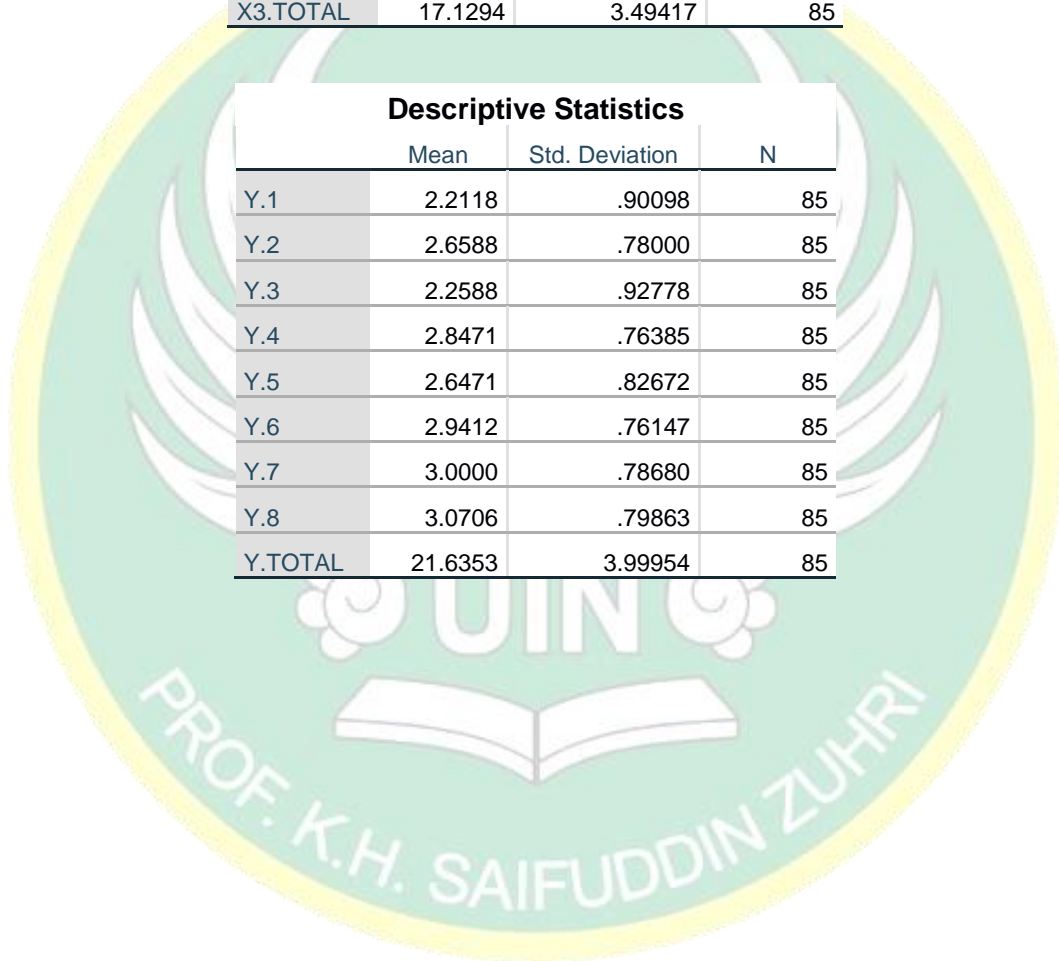 X3.TOTAL 17.1294 3.49417 85
Descriptive Statistics
Mean Std. Deviation N
Y.1 2.2118 .90098 85
Y.2 2.6588 .78000 85
Y.3 2.2588 .92778 85
Y.4 2.8471 .76385 85
Y.5 2.6471 .82672 85
Y.6 2.9412 .76147 85
Y.7 3.0000 .78680 85
Y.8 3.0706 .79863 85
Y.TOTAL 21.6353 3.99954 85
UIN
PROF. K.H. SAIFUDDIN ZUHRI